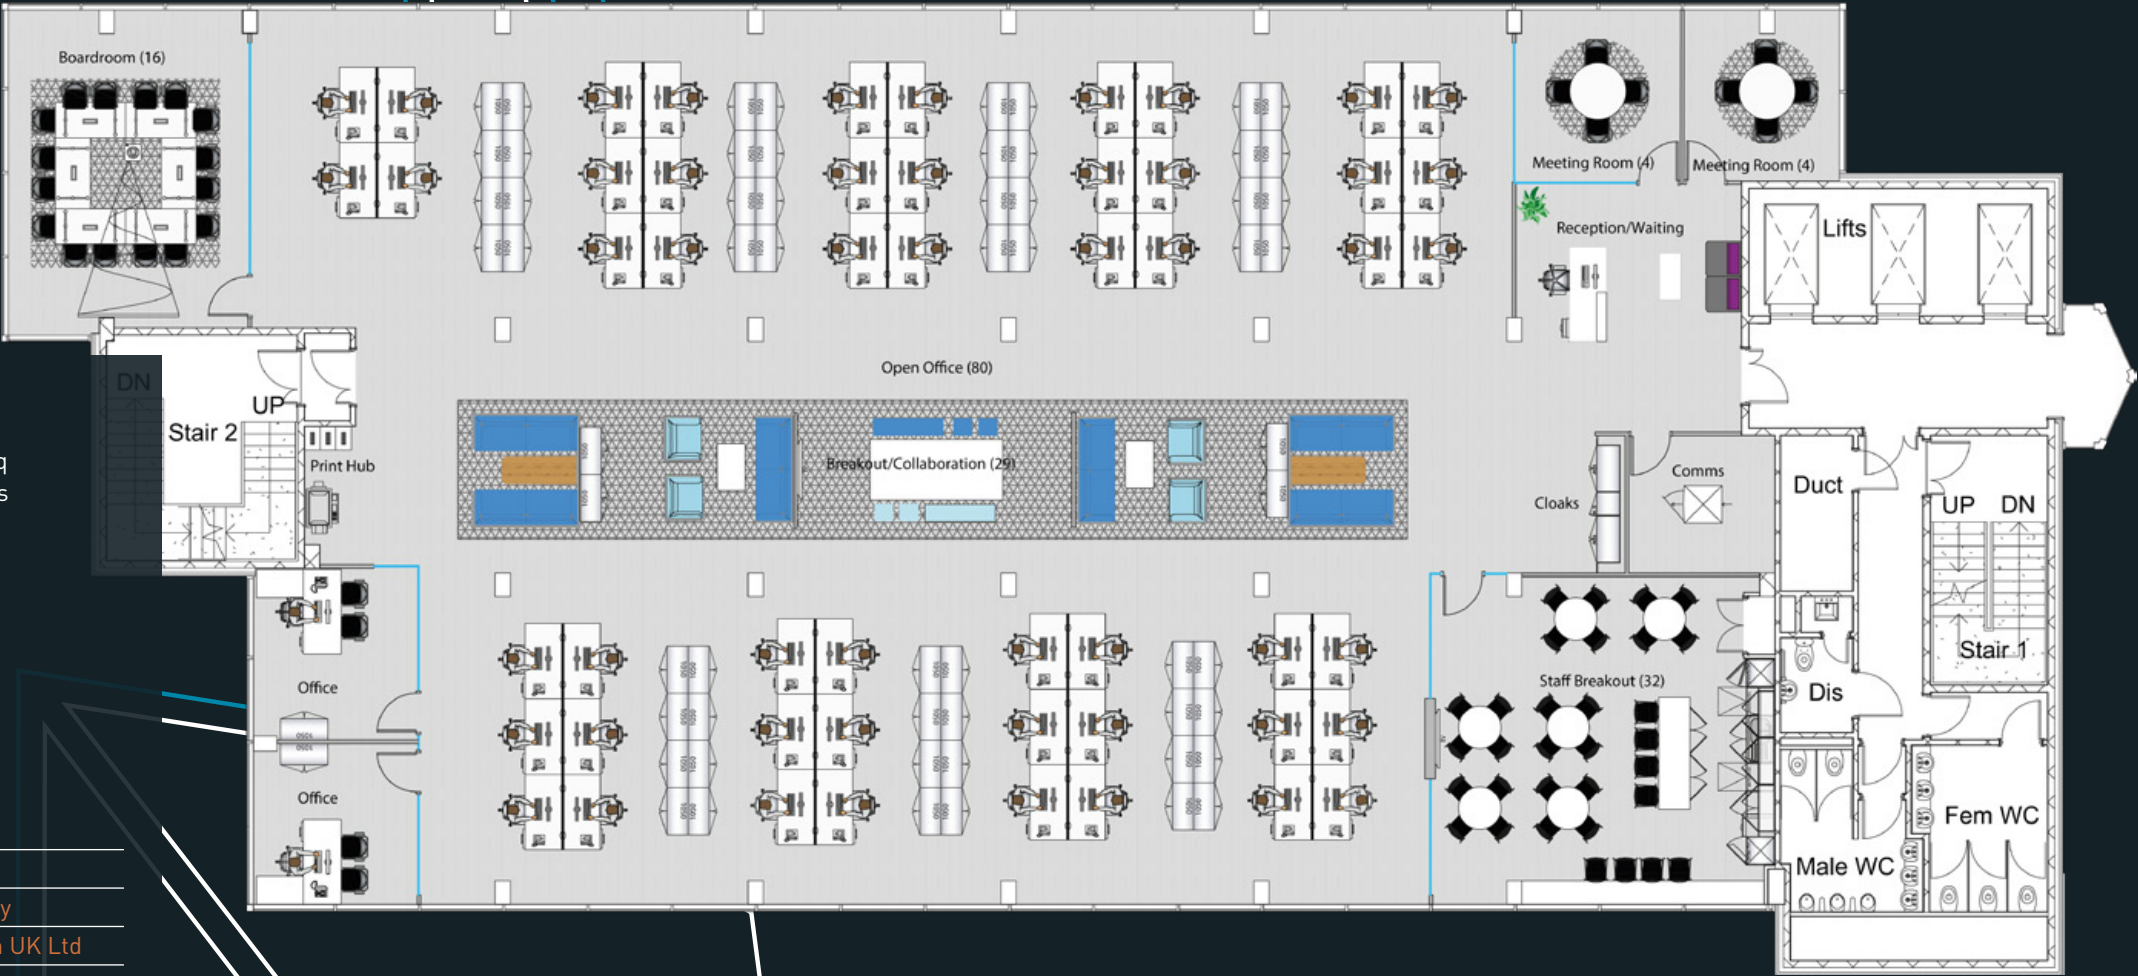 Boardroom (16)
Meeting Room (4)
Meeting Room (4)
Reception/Waiting
Lifts
Open Office (80)
DN
UP
Stair 2
Print Hub
Breakout/Collaboration (29)
Cloaks
Comms
Duct
UP
DN
Stair 1
Staff Breakout (32)
Dis
Office
Office
Fem WC
Male WC
q
s
y
UK Ltd